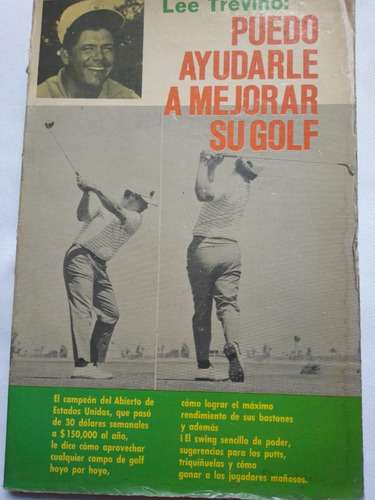 Lee Trevino:
PUEDO
AYUDARLE
A MEJORAR
SU GOLF
El campeón del Abierto de
Estados Unidos, que pasó
de 30 dólares semanales
a $150,000 al año,
le dice cómo aprovechar
cualquier campo de golf
hoyo por hoyo,
cómo lograr el máximo
rendimiento de sus bastones
y además
¡El swing sencillo de poder,
sugerencias para los putts,
triquiñuelas y cómo
ganar a los jugadores mañosos.